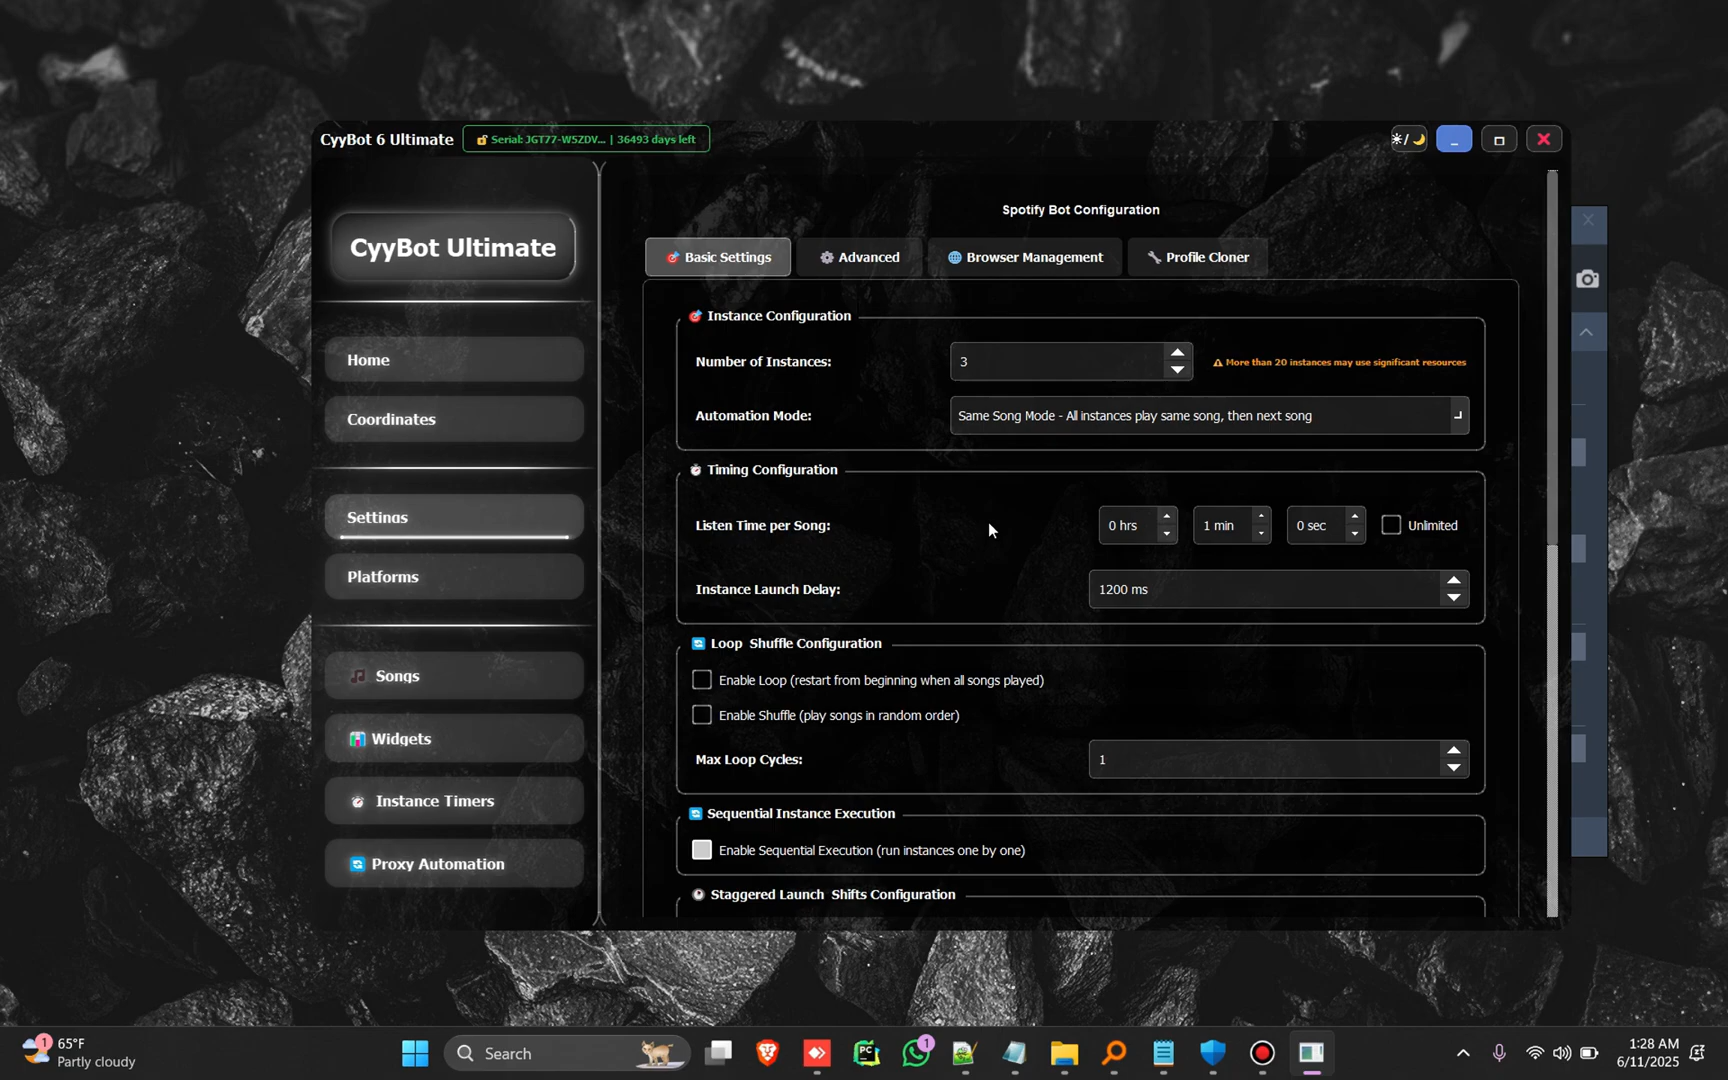 CyyBot 6 Ultimate
Serial: JGT77-W5ZDV... | 36493 days left
CyyBot Ultimate
Home
Coordinates
Settings
Platforms
Songs
Widgets
Instance Timers
Proxy Automation
Spotify Bot Configuration
Basic Settings
Advanced
Browser Management
Profile Cloner
Instance Configuration
Number of Instances:
3
More than 20 instances may use significant resources
Automation Mode:
Same Song Mode - All instances play same song, then next song
Timing Configuration
Listen Time per Song:
0 hrs
1 min
0 sec
Unlimited
Instance Launch Delay:
1200 ms
Loop Shuffle Configuration
Enable Loop (restart from beginning when all songs played)
Enable Shuffle (play songs in random order)
Max Loop Cycles:
1
Sequential Instance Execution
Enable Sequential Execution (run instances one by one)
Staggered Launch Shifts Configuration
1
65°F
Partly cloudy
Search
PC
1
1:28 AM
6/11/2025